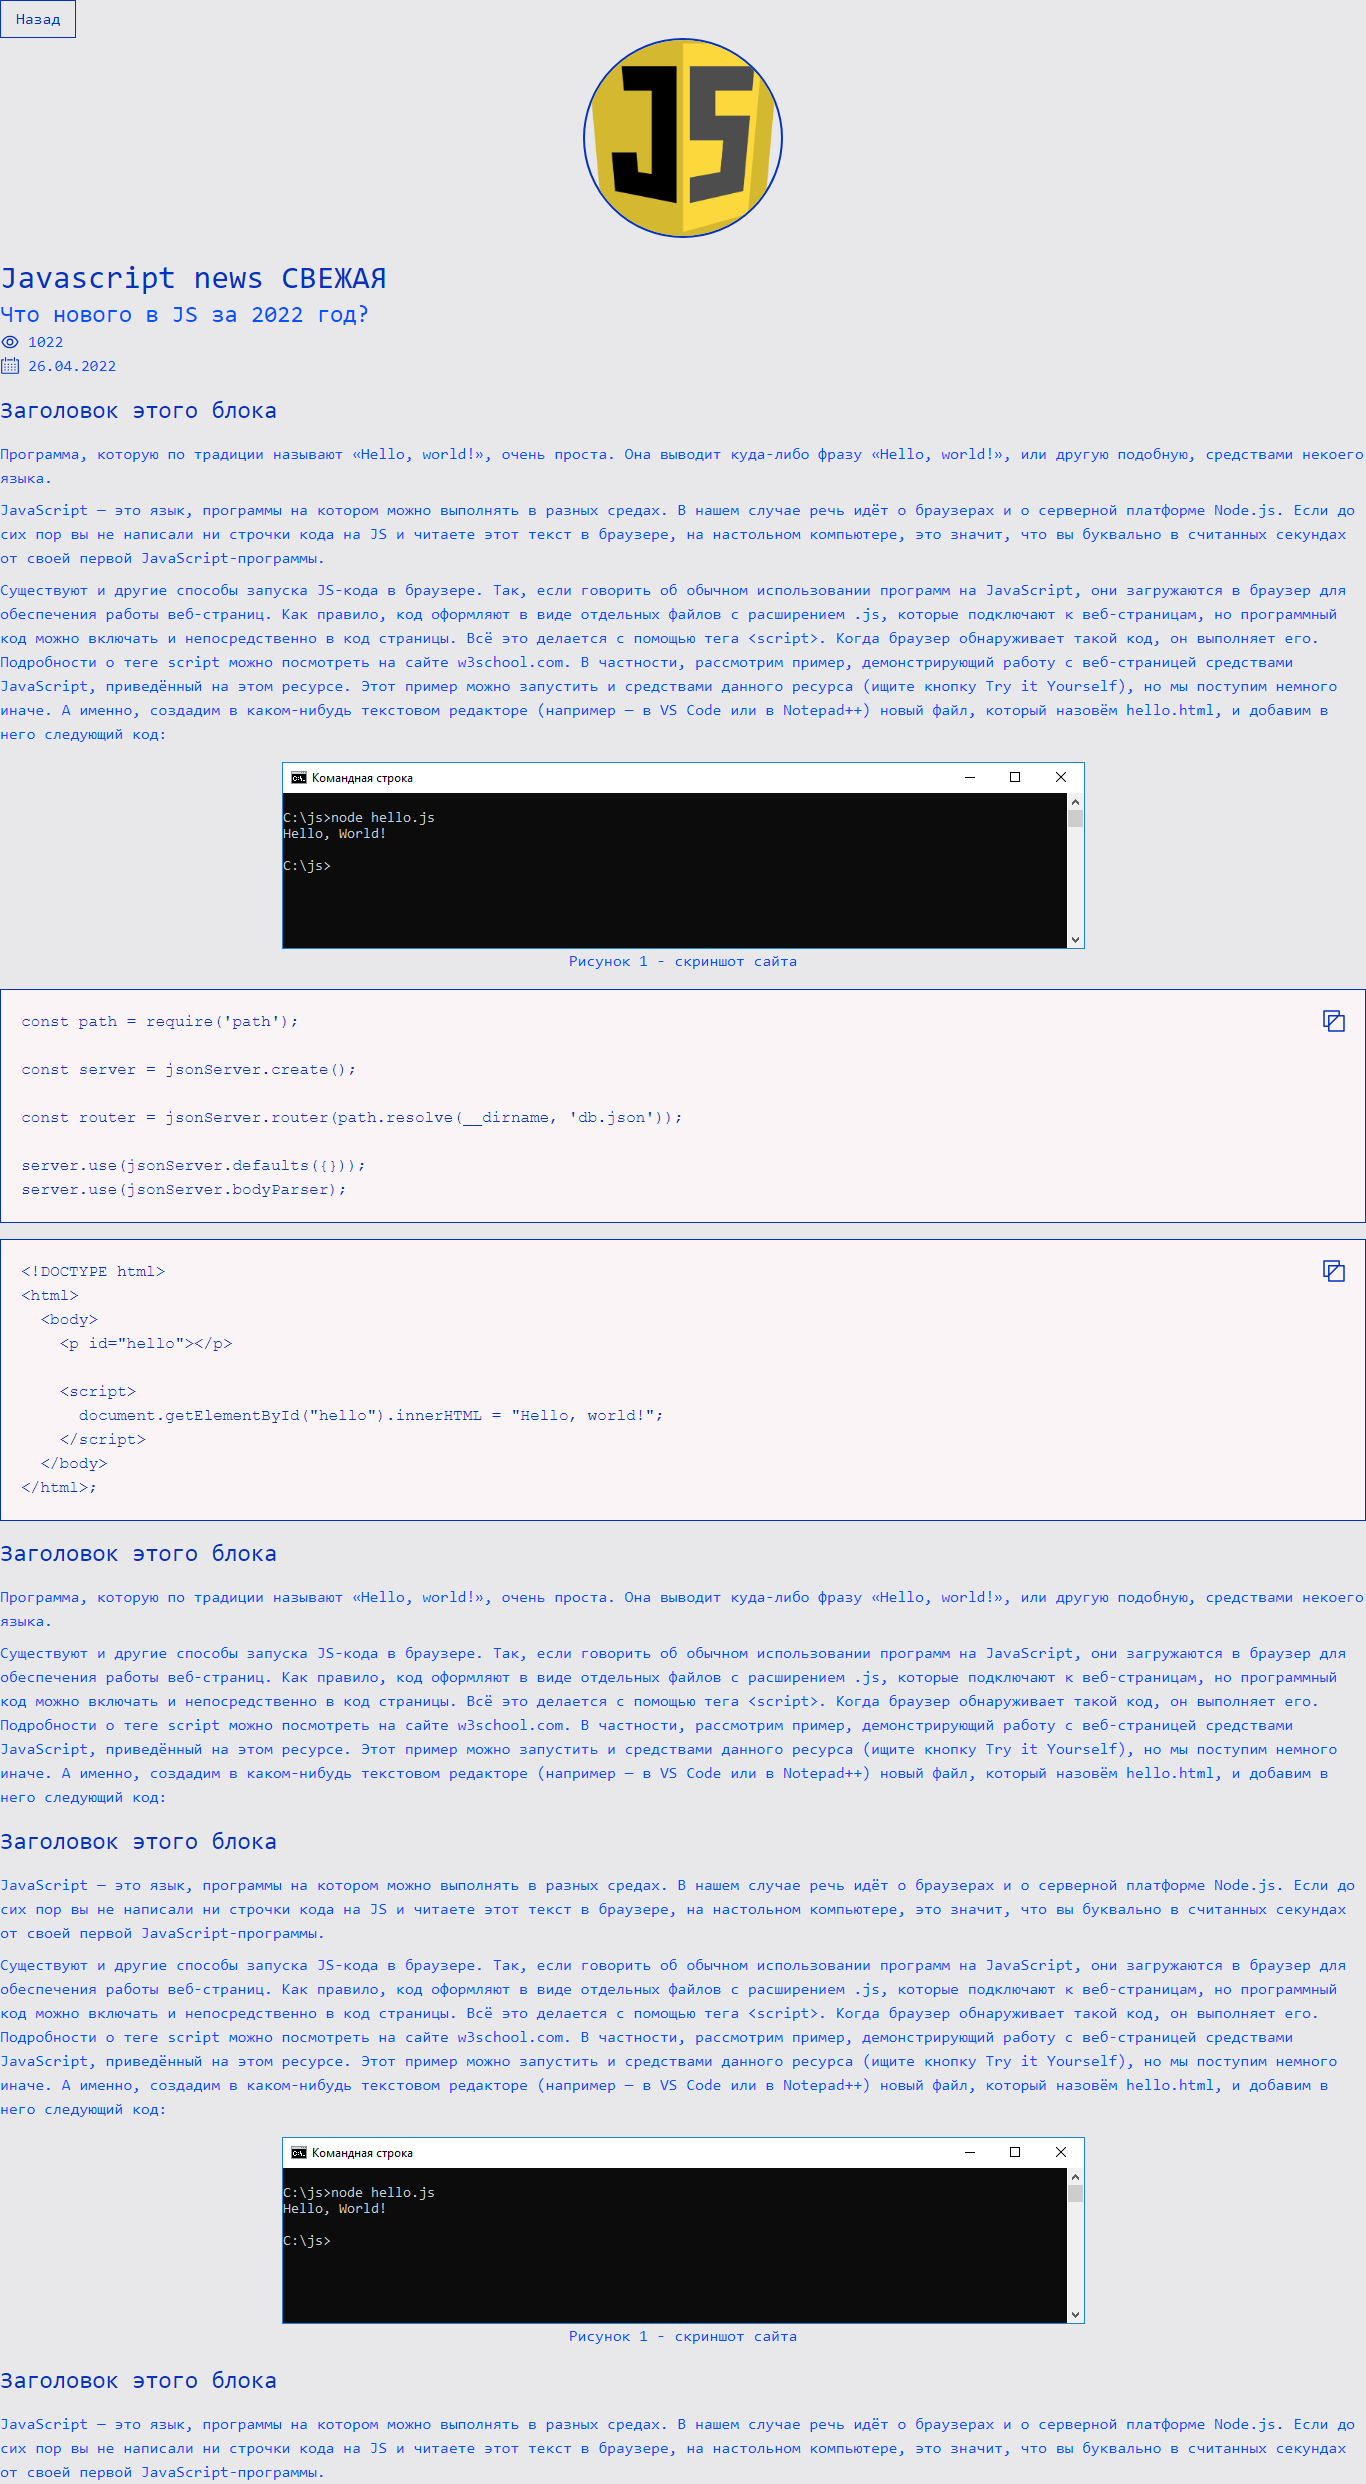 Назад
JS
Javascript news СВЕЖАЯ
Что нового в JS за 2022 год?
1022
26.04.2022
Заголовок этого блока
Программа, которую по традиции называют «Hello, world!», очень проста. Она выводит куда-либо фразу «Hello, world!», или другую подобную, средствами некоего
языка.
JavaScript — это язык, программы на котором можно выполнять в разных средах. В нашем случае речь идёт о браузерах и о серверной платформе Node.js. Если до
сих пор вы не написали ни строчки кода на JS и читаете этот текст в браузере, на настольном компьютере, это значит, что вы буквально в считанных секундах
от своей первой JavaScript-программы.
Существуют и другие способы запуска JS-кода в браузере. Так, если говорить об обычном использовании программ на JavaScript, они загружаются в браузер для
обеспечения работы веб-страниц. Как правило, код оформляют в виде отдельных файлов с расширением .js, которые подключают к веб-страницам, но программный
код можно включать и непосредственно в код страницы. Всё это делается с помощью тега <script>. Когда браузер обнаруживает такой код, он выполняет его.
Подробности о теге script можно посмотреть на сайте w3school.com. В частности, рассмотрим пример, демонстрирующий работу с веб-страницей средствами
JavaScript, приведённый на этом ресурсе. Этот пример можно запустить и средствами данного ресурса (ищите кнопку Try it Yourself), но мы поступим немного
иначе. А именно, создадим в каком-нибудь текстовом редакторе (например — в VS Code или в Notepad++) новый файл, который назовём hello.html, и добавим в
него следующий код:
Командная строка
C:\js>node hello.js
Hello, World!
C:\js>
Рисунок 1 - скриншот сайта
const path = require('path');
const server = jsonServer.create();
const router = jsonServer.router(path.resolve(__dirname, 'db.json'));
server.use(jsonServer.defaults({}));
server.use(jsonServer.bodyParser);
<!DOCTYPE html>
<html>
<body>
<p id="hello"></p>
<script>
document.getElementById("hello").innerHTML = "Hello, world!";
</script>
</body>
</html>;
Заголовок этого блока
Программа, которую по традиции называют «Hello, world!», очень проста. Она выводит куда-либо фразу «Hello, world!», или другую подобную, средствами некоего
языка.
Существуют и другие способы запуска JS-кода в браузере. Так, если говорить об обычном использовании программ на JavaScript, они загружаются в браузер для
обеспечения работы веб-страниц. Как правило, код оформляют в виде отдельных файлов с расширением .js, которые подключают к веб-страницам, но программный
код можно включать и непосредственно в код страницы. Всё это делается с помощью тега <script>. Когда браузер обнаруживает такой код, он выполняет его.
Подробности о теге script можно посмотреть на сайте w3school.com. В частности, рассмотрим пример, демонстрирующий работу с веб-страницей средствами
JavaScript, приведённый на этом ресурсе. Этот пример можно запустить и средствами данного ресурса (ищите кнопку Try it Yourself), но мы поступим немного
иначе. А именно, создадим в каком-нибудь текстовом редакторе (например — в VS Code или в Notepad++) новый файл, который назовём hello.html, и добавим в
него следующий код:
Заголовок этого блока
JavaScript — это язык, программы на котором можно выполнять в разных средах. В нашем случае речь идёт о браузерах и о серверной платформе Node.js. Если до
сих пор вы не написали ни строчки кода на JS и читаете этот текст в браузере, на настольном компьютере, это значит, что вы буквально в считанных секундах
от своей первой JavaScript-программы.
Существуют и другие способы запуска JS-кода в браузере. Так, если говорить об обычном использовании программ на JavaScript, они загружаются в браузер для
обеспечения работы веб-страниц. Как правило, код оформляют в виде отдельных файлов с расширением .js, которые подключают к веб-страницам, но программный
код можно включать и непосредственно в код страницы. Всё это делается с помощью тега <script>. Когда браузер обнаруживает такой код, он выполняет его.
Подробности о теге script можно посмотреть на сайте w3school.com. В частности, рассмотрим пример, демонстрирующий работу с веб-страницей средствами
JavaScript, приведённый на этом ресурсе. Этот пример можно запустить и средствами данного ресурса (ищите кнопку Try it Yourself), но мы поступим немного
иначе. А именно, создадим в каком-нибудь текстовом редакторе (например — в VS Code или в Notepad++) новый файл, который назовём hello.html, и добавим в
него следующий код:
Командная строка
C:\js>node hello.js
Hello, World!
C:\js>
Рисунок 1 - скриншот сайта
Заголовок этого блока
JavaScript — это язык, программы на котором можно выполнять в разных средах. В нашем случае речь идёт о браузерах и о серверной платформе Node.js. Если до
сих пор вы не написали ни строчки кода на JS и читаете этот текст в браузере, на настольном компьютере, это значит, что вы буквально в считанных секундах
от своей первой JavaScript-программы.